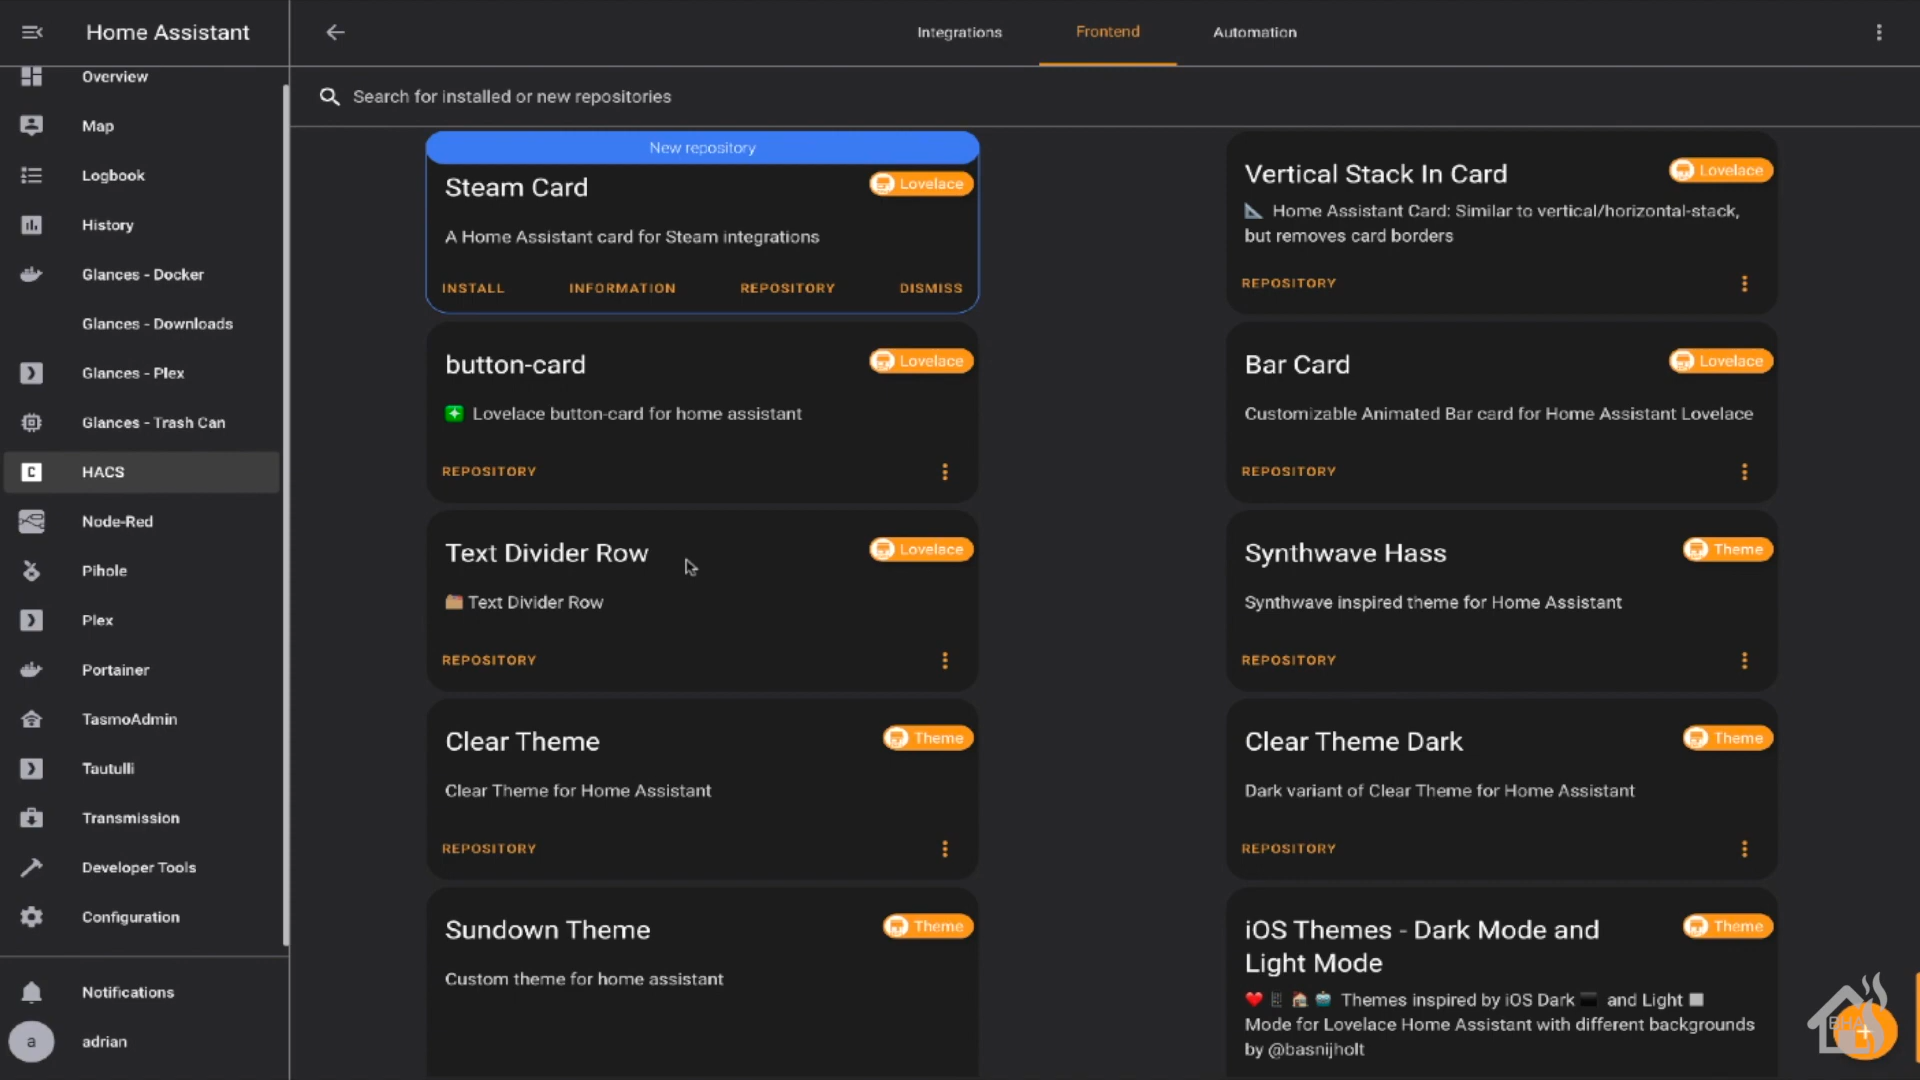 Home Assistant
Integrations
Frontend
Automation
Search for installed or new repositories
Overview
Map
Logbook
History
Glances - Docker
Glances - Downloads
Glances - Plex
Glances - Trash Can
HACS
Node-Red
Pihole
Plex
Portainer
TasmoAdmin
Tautulli
Transmission
Developer Tools
Configuration
Notifications
a
adrian
New repository
Steam Card
Lovelace
A Home Assistant card for Steam integrations
INSTALL INFORMATION REPOSITORY DISMISS
Vertical Stack In Card
Lovelace
Home Assistant Card: Similar to vertical/horizontal-stack,
but removes card borders
REPOSITORY
button-card
Lovelace
Lovelace button-card for home assistant
REPOSITORY
Bar Card
Lovelace
Customizable Animated Bar card for Home Assistant Lovelace
REPOSITORY
Text Divider Row
Lovelace
Text Divider Row
REPOSITORY
Synthwave Hass
Theme
Synthwave inspired theme for Home Assistant
REPOSITORY
Clear Theme
Theme
Clear Theme for Home Assistant
REPOSITORY
Clear Theme Dark
Theme
Dark variant of Clear Theme for Home Assistant
REPOSITORY
Sundown Theme
Theme
Custom theme for home assistant
iOS Themes - Dark Mode and
Light Mode
Theme
Themes inspired by iOS Dark and Light
Mode for Lovelace Home Assistant with different backgrounds
by @basnijholt
BHA